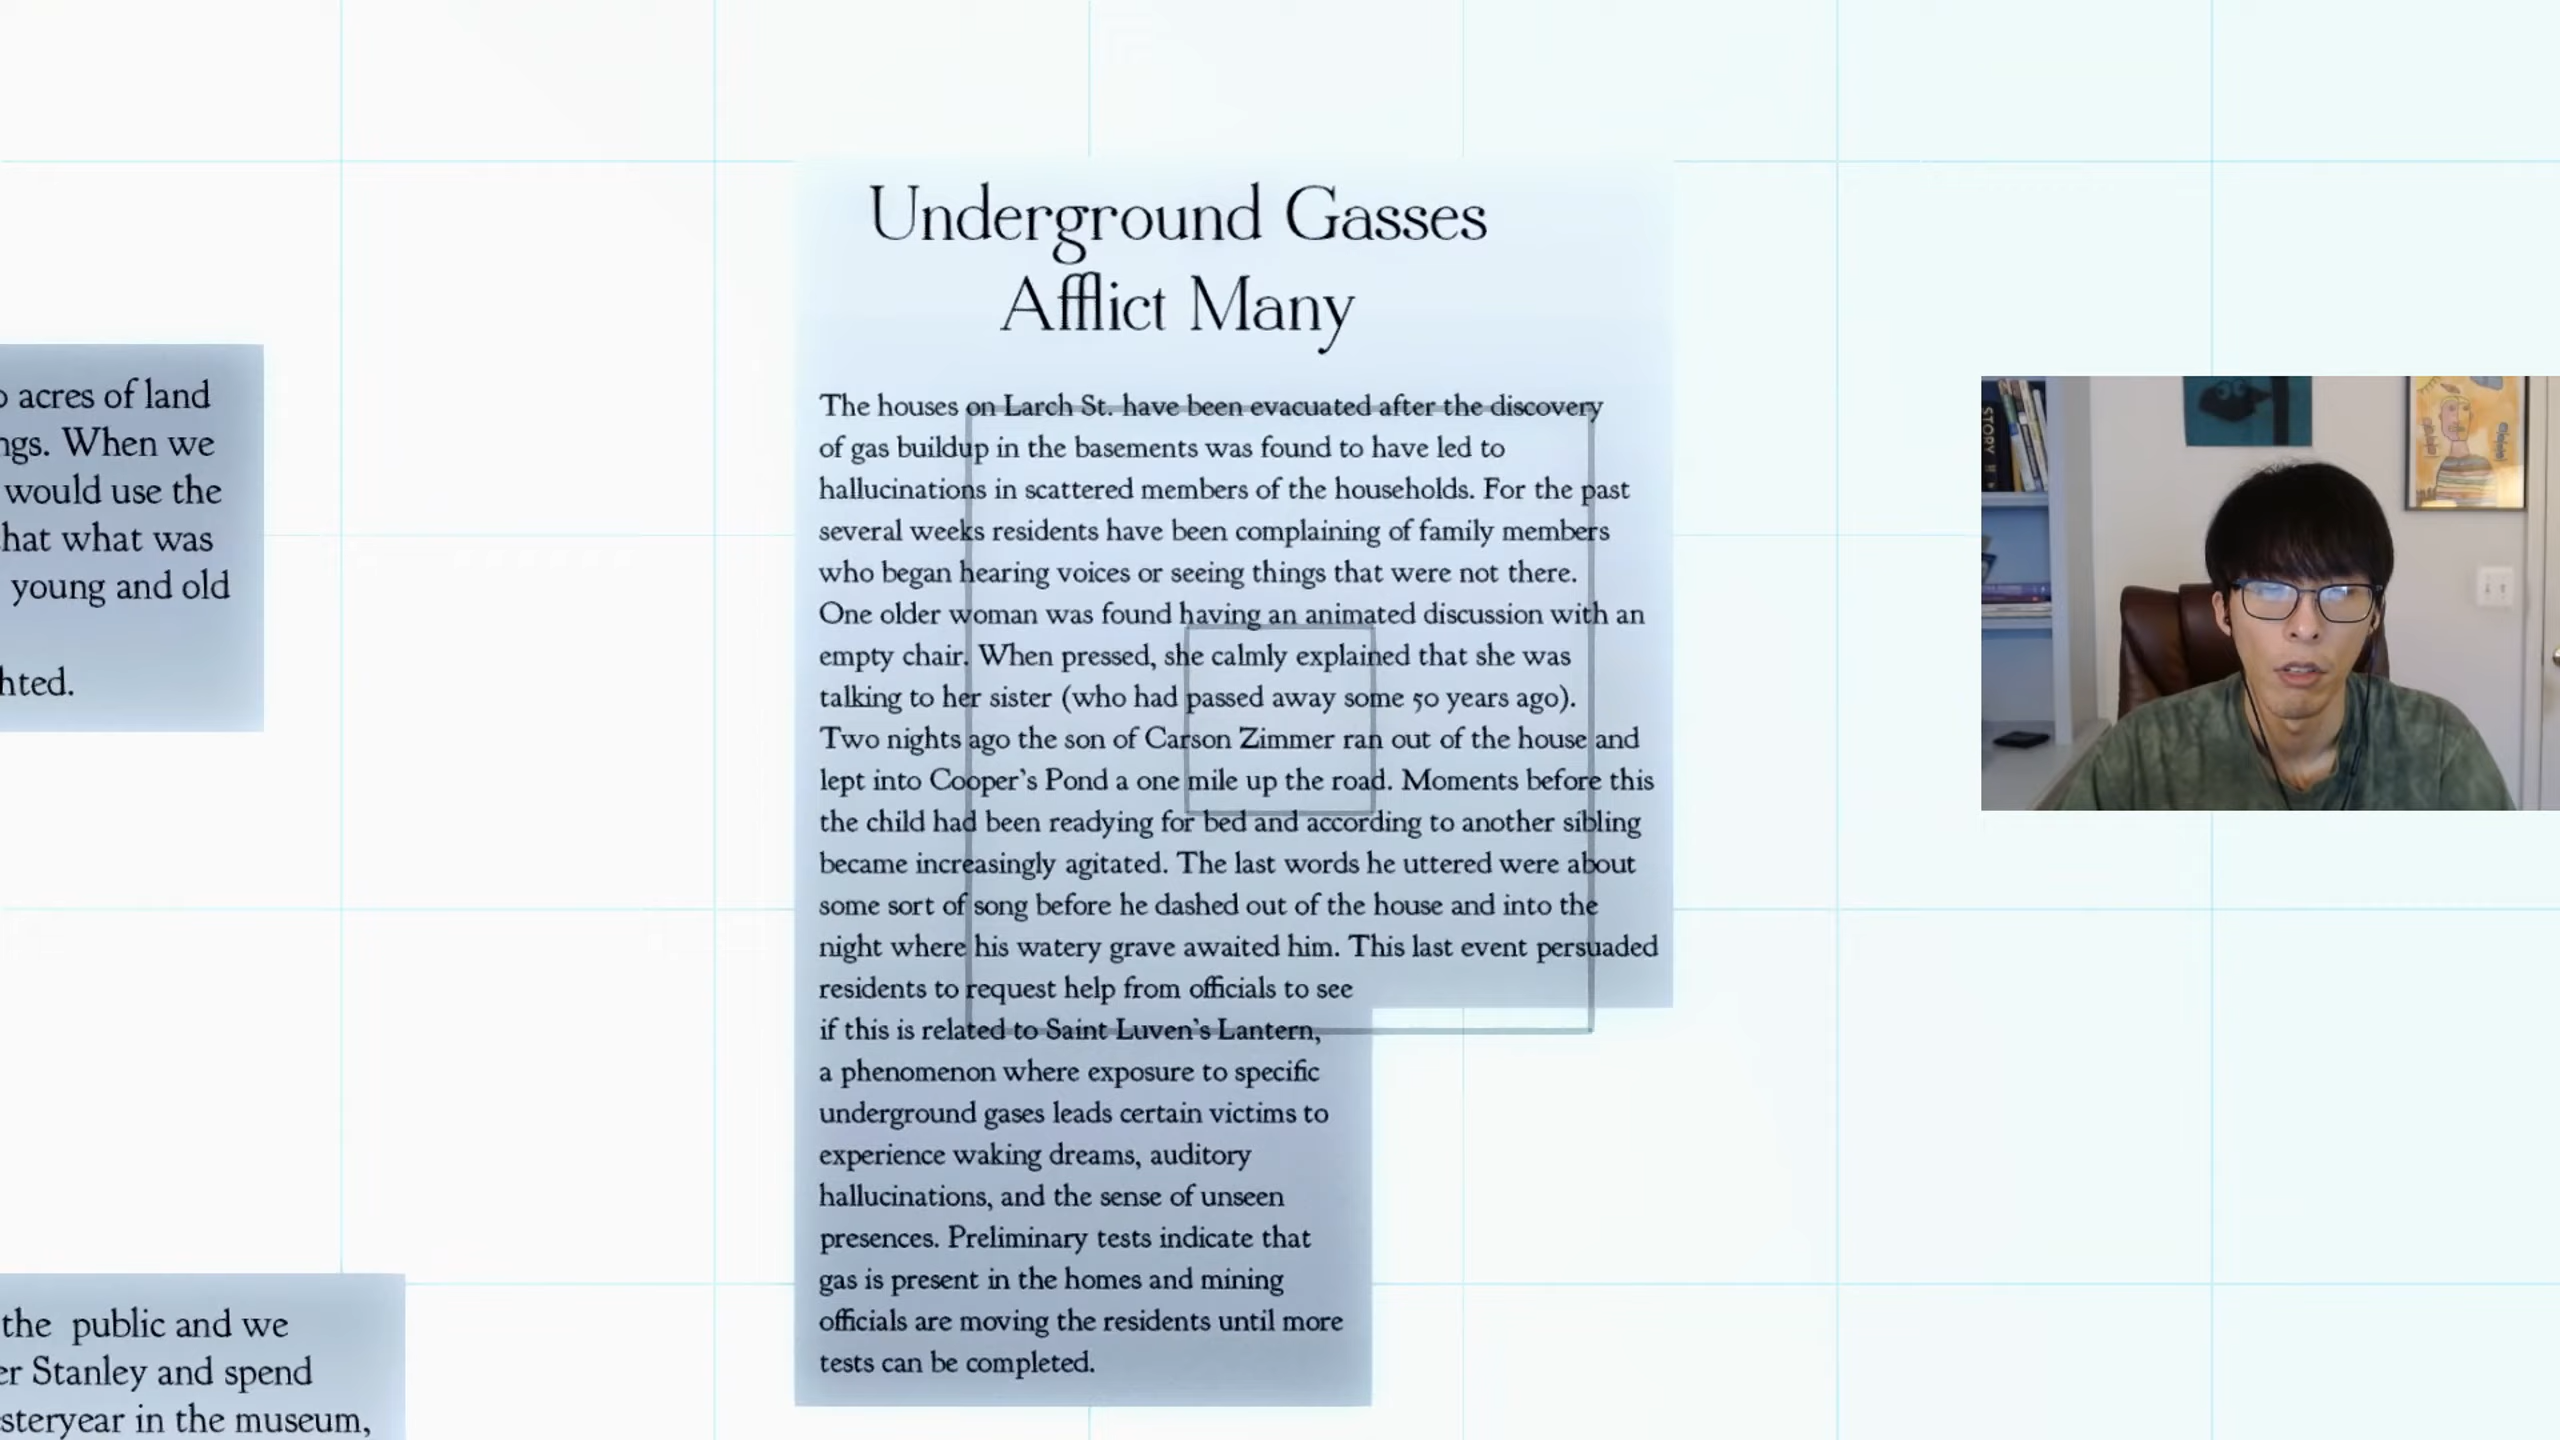 Underground Gasses
Afflict Many
The houses on Larch St. have been evacuated after the discovery
of gas buildup in the basements was found to have led to
hallucinations in scattered members of the households. For the past
several weeks residents have been complaining of family members
who began hearing voices or seeing things that were not there.
One older woman was found having an animated discussion with an
empty chair. When pressed, she calmly explained that she was
talking to her sister (who had passed away some 50 years ago).
Two nights ago the son of Carson Zimmer ran out of the house and
lept into Cooper's Pond a one mile up the road. Moments before this
the child had been readying for bed and according to another sibling
became increasingly agitated. The last words he uttered were about
some sort of song before he dashed out of the house and into the
night where his watery grave awaited him. This last event persuaded
residents to request help from officials to see
if this is related to Saint Luven's Lantern,
a phenomenon where exposure to specific
underground gases leads certain victims to
experience waking dreams, auditory
hallucinations, and the sense of unseen
presences. Preliminary tests indicate that
gas is present in the homes and mining
officials are moving the residents until more
tests can be completed.
acres of land
ngs. When we
would use the
hat what was
young and old
hted.
the public and we
er Stanley and spend
steryear in the museum,
STORY